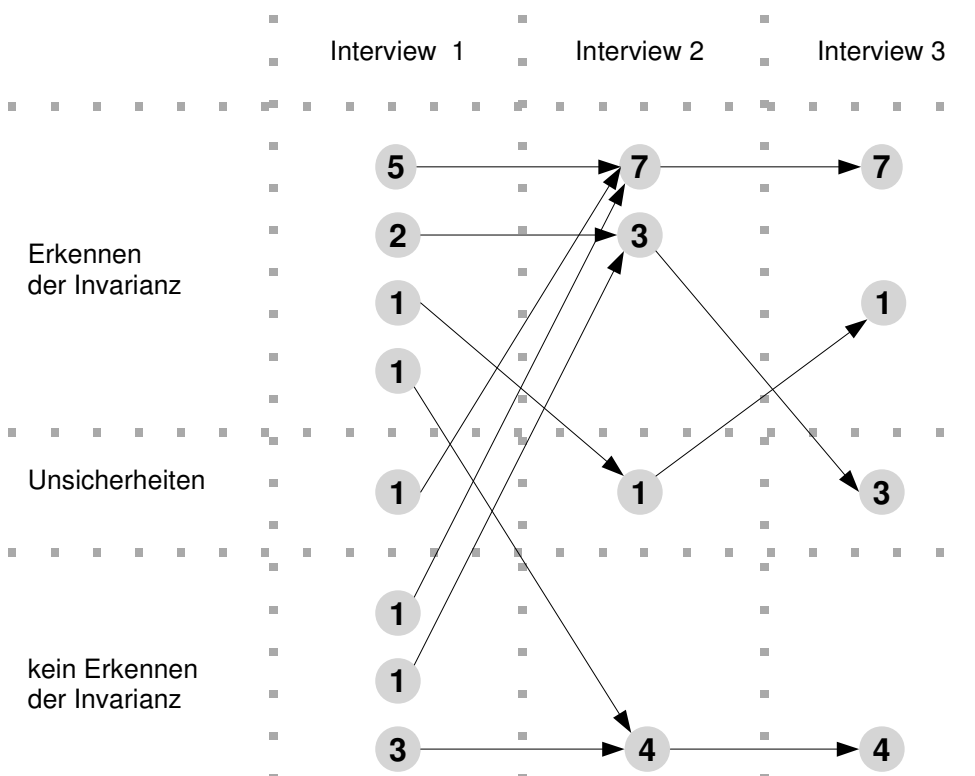 Interview 1 Interview 2 Interview 3
5 7 7
2 3
Erkennen
der Invarianz
1 1
1
Unsicherheiten
1 1 3
1
kein Erkennen
der Invarianz
1
3 4 4